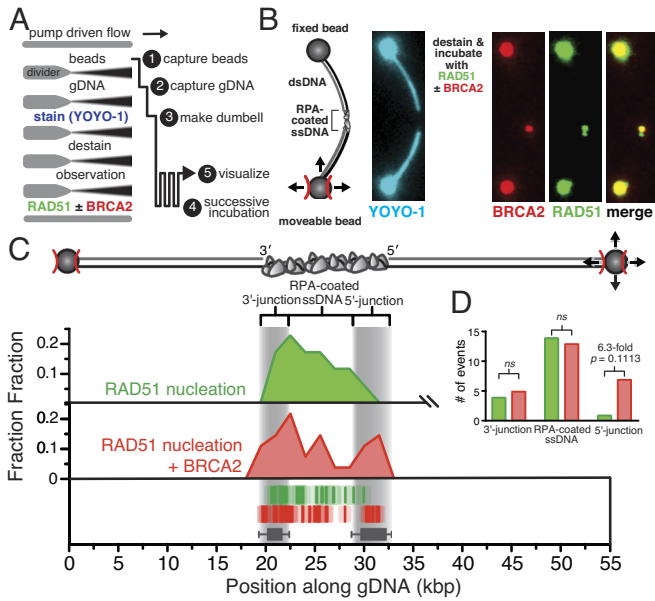 A
pump driven flow
beads
divider
gDNA
stain (YOYO-1)
destain
observation
RAD51 ± BRCA2
1 capture beads
2 capture gDNA
3 make dumbell
5 visualize
4 successive
incubation
B
fixed bead
dsDNA
RPA-
coated
ssDNA
moveable bead
YOYO-1
destain &
incubate
with
RAD51
± BRCA2
BRCA2
RAD51
merge
C
3′
5′
RPA-coated
3′-junction
ssDNA
5′-junction
Fraction
0.2
RAD51 nucleation
Fraction
0.2
0
RAD51 nucleation
+ BRCA2
0
5
10
15
20
25
30
35
40
45
50
55
Position along gDNA (kbp)
D
# of events
15
10
5
0
ns
ns
6.3-fold
p = 0.1113
3′-junction
RPA-coated
ssDNA
5′-junction